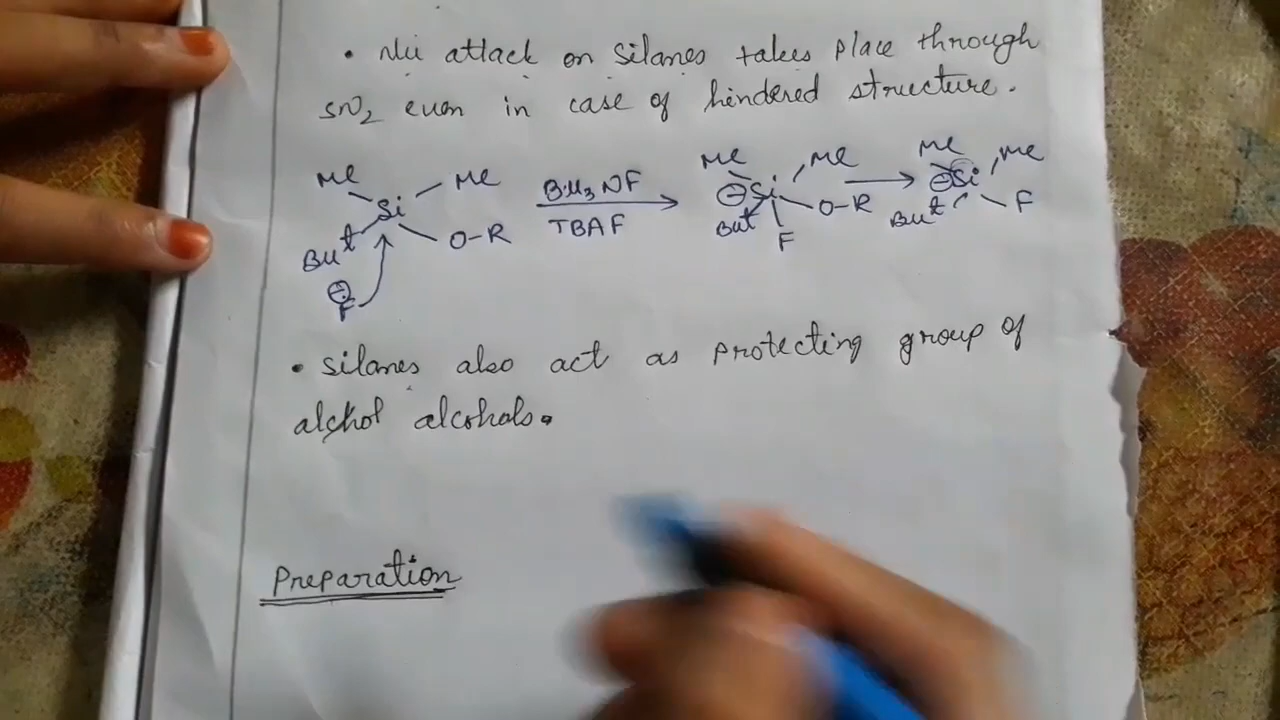 • Nu attack on Silanes takes place through
SN2 even in case of hindered structure.
Me Me Si But O-R F ⊖
Bu3NF
TBAF
Me Me ⊖Si But O-R F
Me Me ⊖Si But F
• Silanes also act as protecting group of
alchol alcohols.
Preparation